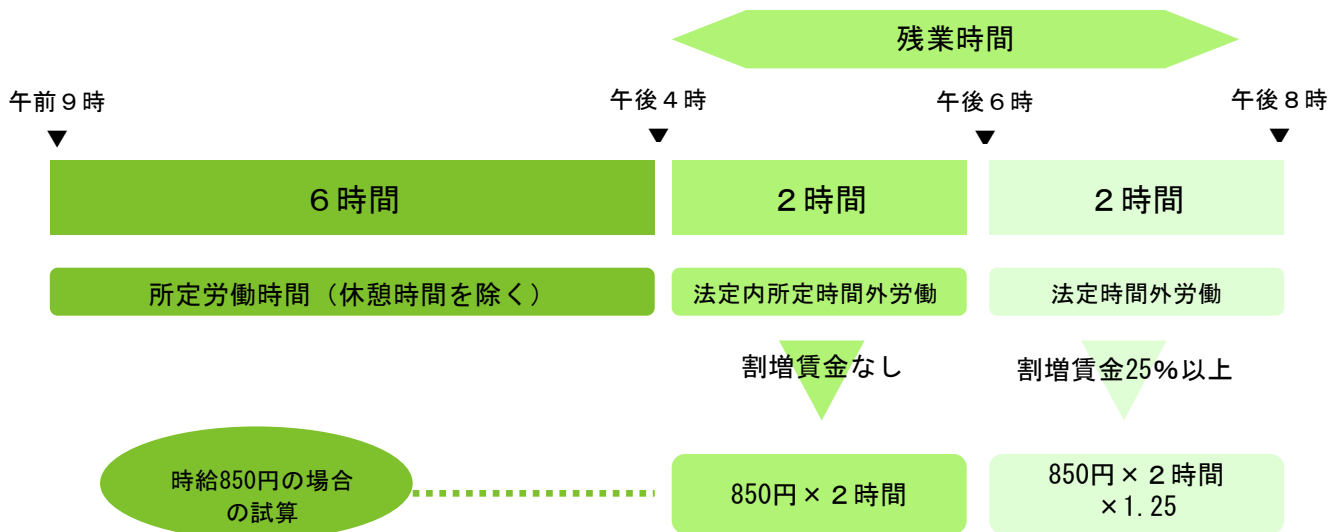 残業時間
午前９時
午後４時
午後６時
午後８時
６時間
２時間
２時間
所定労働時間（休憩時間を除く）
法定内所定時間外労働
法定時間外労働
割増賃金なし
割増賃金25％以上
時給850円の場合
の試算
850円×２時間
850円×２時間
×1.25